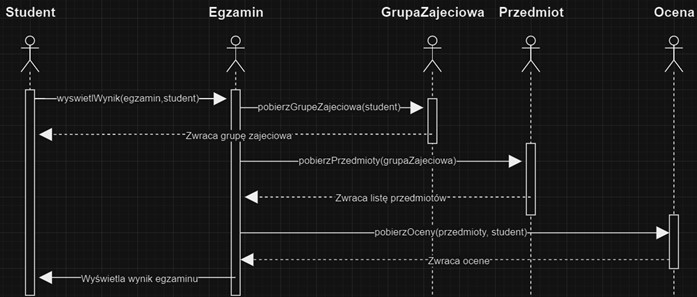 Student Egzamin GrupaZajeciowa Przedmiot Ocena
wyswietlWynik(egzamin,student)
pobierzGrupeZajeciowa(student)
Zwraca grupę zajeciowa
pobierzPrzedmioty(grupaZajeciowa)
Zwraca listę przedmiotów
pobierzOceny(przedmioty, student)
Zwraca ocene
Wyświetla wynik egzaminu